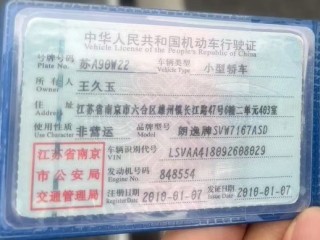 中华人民共和国机动车行驶证
Vehicle License of the People's Republic of China
号牌号码 苏A90W22 车辆类型 小型轿车
Plate No. Vehicle Type
所有人 王久玉
Owner
住址 江苏省南京市六合区雄州镇长江路47号6幢二单元403室
Address
使用性质 非营运 品牌型号 朗逸牌SVW7167ASD
Use Character Model
江苏省南京
市公安局
交通管理局
车辆识别代号 LSVAA418092608029
VIN
发动机号码 848554
Engine No.
注册日期 2010-01-07 发证日期 2010-01-07
Register Date Issue Date